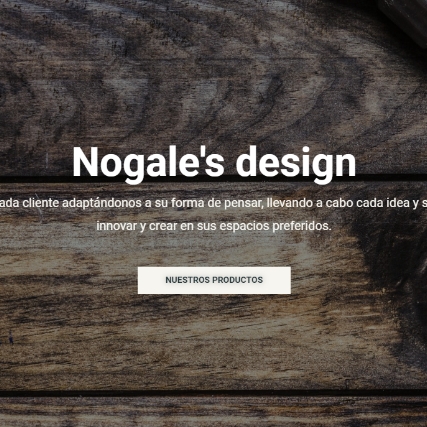 Nogale's design
ada cliente adaptándonos a su forma de pensar, llevando a cabo cada idea y s
innovar y crear en sus espacios preferidos.
NUESTROS PRODUCTOS